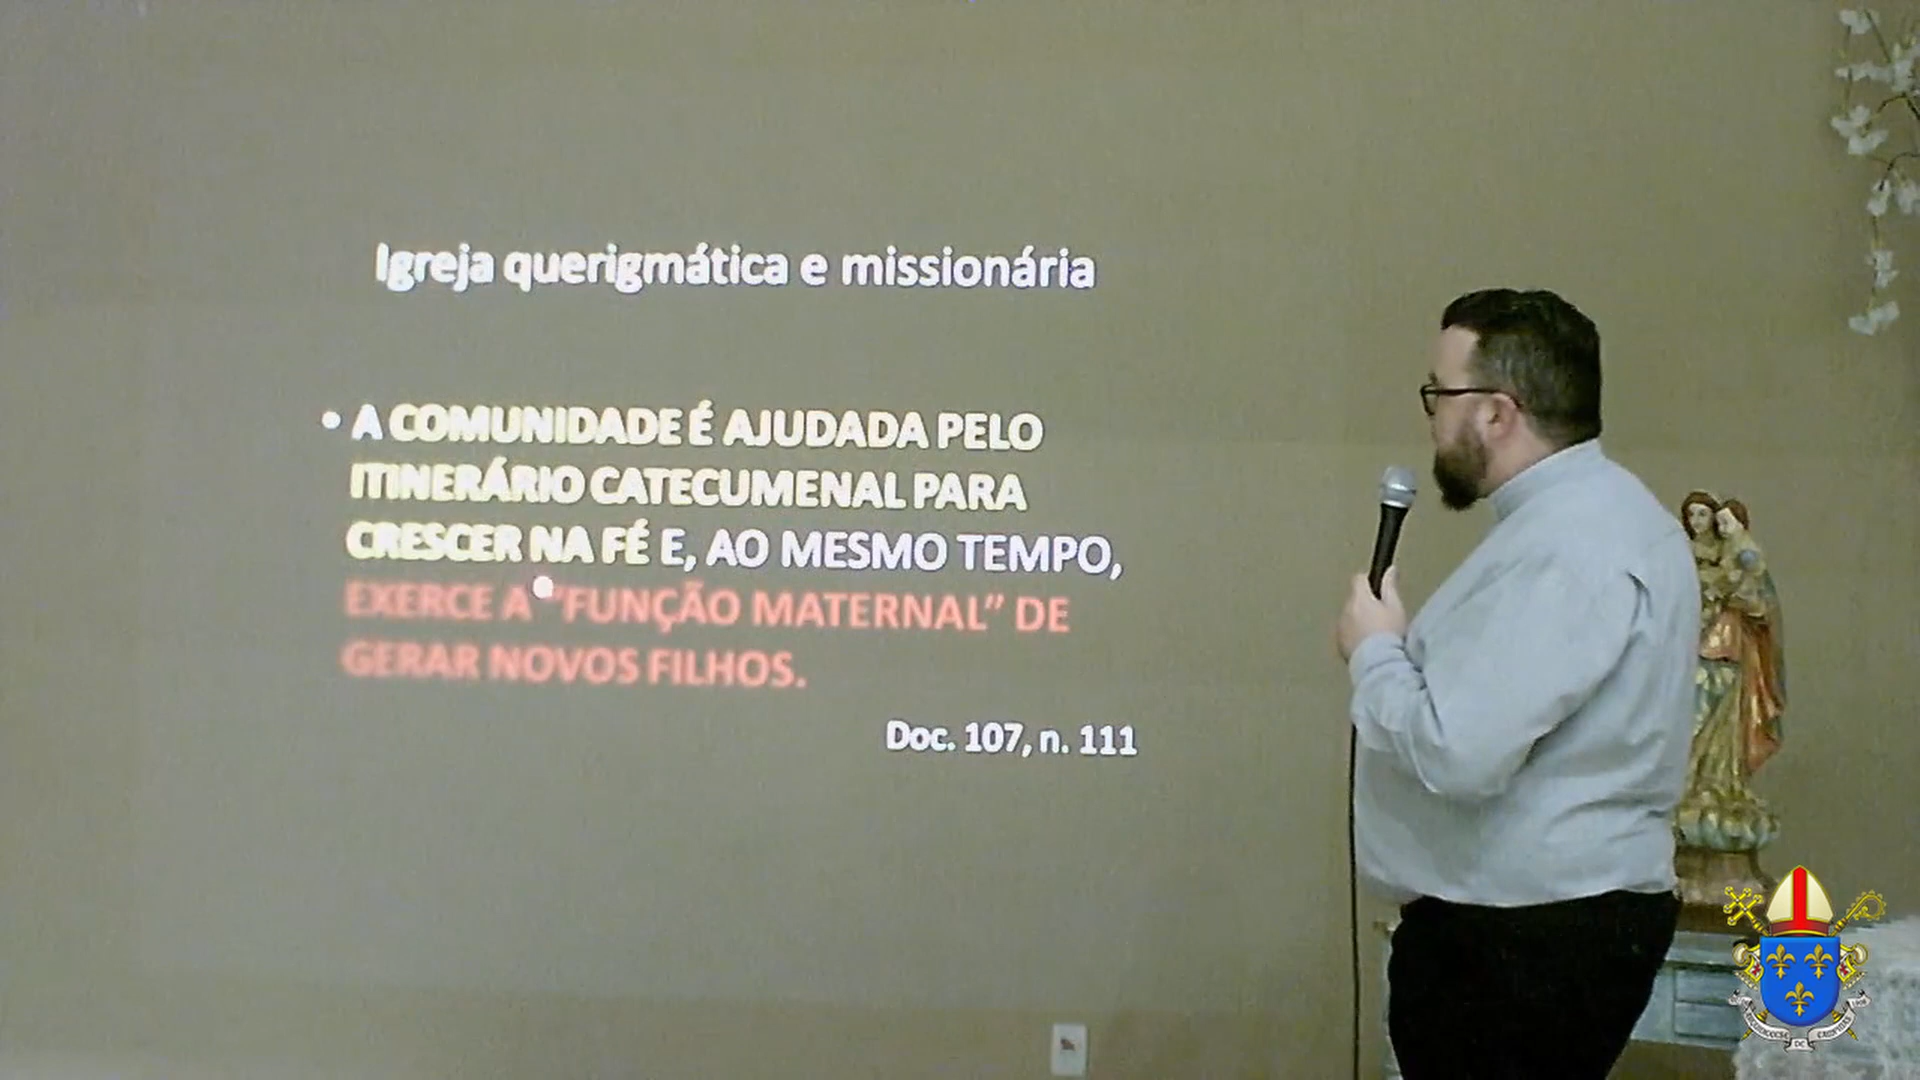 Igreja querigmática e missionária
• A COMUNIDADE É AJUDADA PELO
ITINERÁRIO CATECUMENAL PARA
CRESCER NA FÉ E, AO MESMO TEMPO,
EXERCE A “FUNÇÃO MATERNAL” DE
GERAR NOVOS FILHOS.
Doc. 107, n. 111